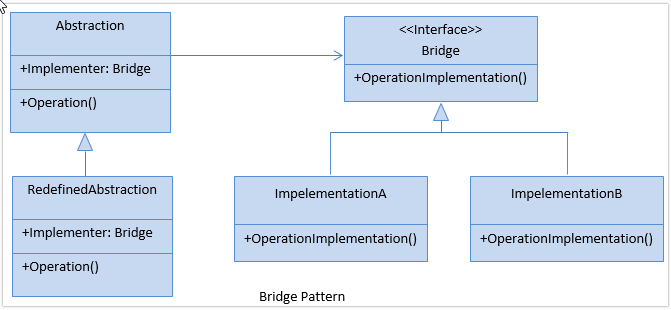 Abstraction
+Implementer: Bridge
+Operation()
<<Interface>>
Bridge
+OperationImplementation()
RedefinedAbstraction
+Implementer: Bridge
+Operation()
ImpelementationA
+OperationImplementation()
ImpelementationB
+OperationImplementation()
Bridge Pattern